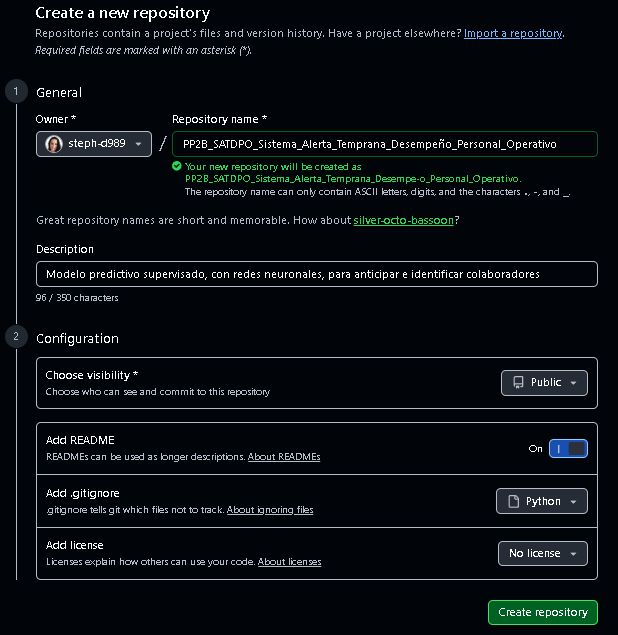 Create a new repository
Repositories contain a project's files and version history. Have a project elsewhere? Import a repository.
Required fields are marked with an asterisk (*).
1
General
Owner *
Repository name *
steph-d989
/
PP2B_SATDPO_Sistema_Alerta_Temprana_Desempeño_Personal_Operativo
Your new repository will be created as
PP2B_SATDPO_Sistema_Alerta_Temprana_Desempe-o_Personal_Operativo.
The repository name can only contain ASCII letters, digits, and the characters ., -, and _.
Great repository names are short and memorable. How about silver-octo-bassoon?
Description
Modelo predictivo supervisado, con redes neuronales, para anticipar e identificar colaboradores
96 / 350 characters
2
Configuration
Choose visibility *
Choose who can see and commit to this repository
Public
Add README
READMEs can be used as longer descriptions. About READMEs
On
Add .gitignore
.gitignore tells git which files not to track. About ignoring files
Python
Add license
Licenses explain how others can use your code. About licenses
No license
Create repository